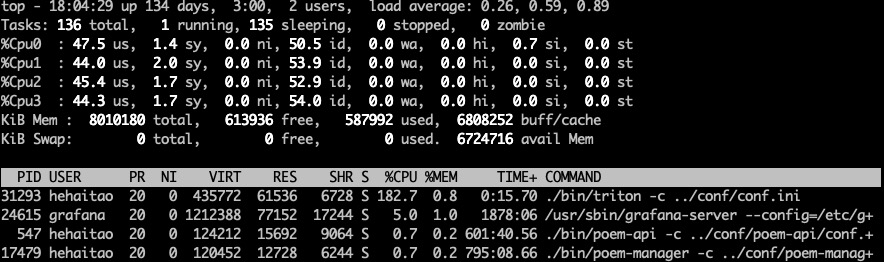 top - 18:04:29 up 134 days,  3:00,  2 users,  load average: 0.26, 0.59, 0.89
Tasks: 136 total,   1 running, 135 sleeping,   0 stopped,   0 zombie
%Cpu0  : 47.5 us,  1.4 sy,  0.0 ni, 50.5 id,  0.0 wa,  0.0 hi,  0.7 si,  0.0 st
%Cpu1  : 44.0 us,  2.0 sy,  0.0 ni, 53.9 id,  0.0 wa,  0.0 hi,  0.0 si,  0.0 st
%Cpu2  : 45.4 us,  1.7 sy,  0.0 ni, 52.9 id,  0.0 wa,  0.0 hi,  0.0 si,  0.0 st
%Cpu3  : 44.3 us,  1.7 sy,  0.0 ni, 54.0 id,  0.0 wa,  0.0 hi,  0.0 si,  0.0 st
KiB Mem :  8010180 total,   613936 free,   587992 used,  6808252 buff/cache
KiB Swap:        0 total,        0 free,        0 used.  6724716 avail Mem
  PID USER      PR  NI    VIRT    RES    SHR S  %CPU %MEM     TIME+ COMMAND
31293 hehaitao  20   0  435772  61536   6728 S 182.7  0.8   0:15.70 ./bin/triton -c ../conf/conf.ini
24615 grafana   20   0 1212388  77152  17244 S   5.0  1.0   1878:06 /usr/sbin/grafana-server --config=/etc/g+
  547 hehaitao  20   0  124212  15692   9064 S   0.7  0.2 601:40.56 ./bin/poem-api -c ../conf/poem-api/conf.+
17479 hehaitao  20   0  120452  12728   6244 S   0.7  0.2 795:08.66 ./bin/poem-manager -c ../conf/poem-manag+